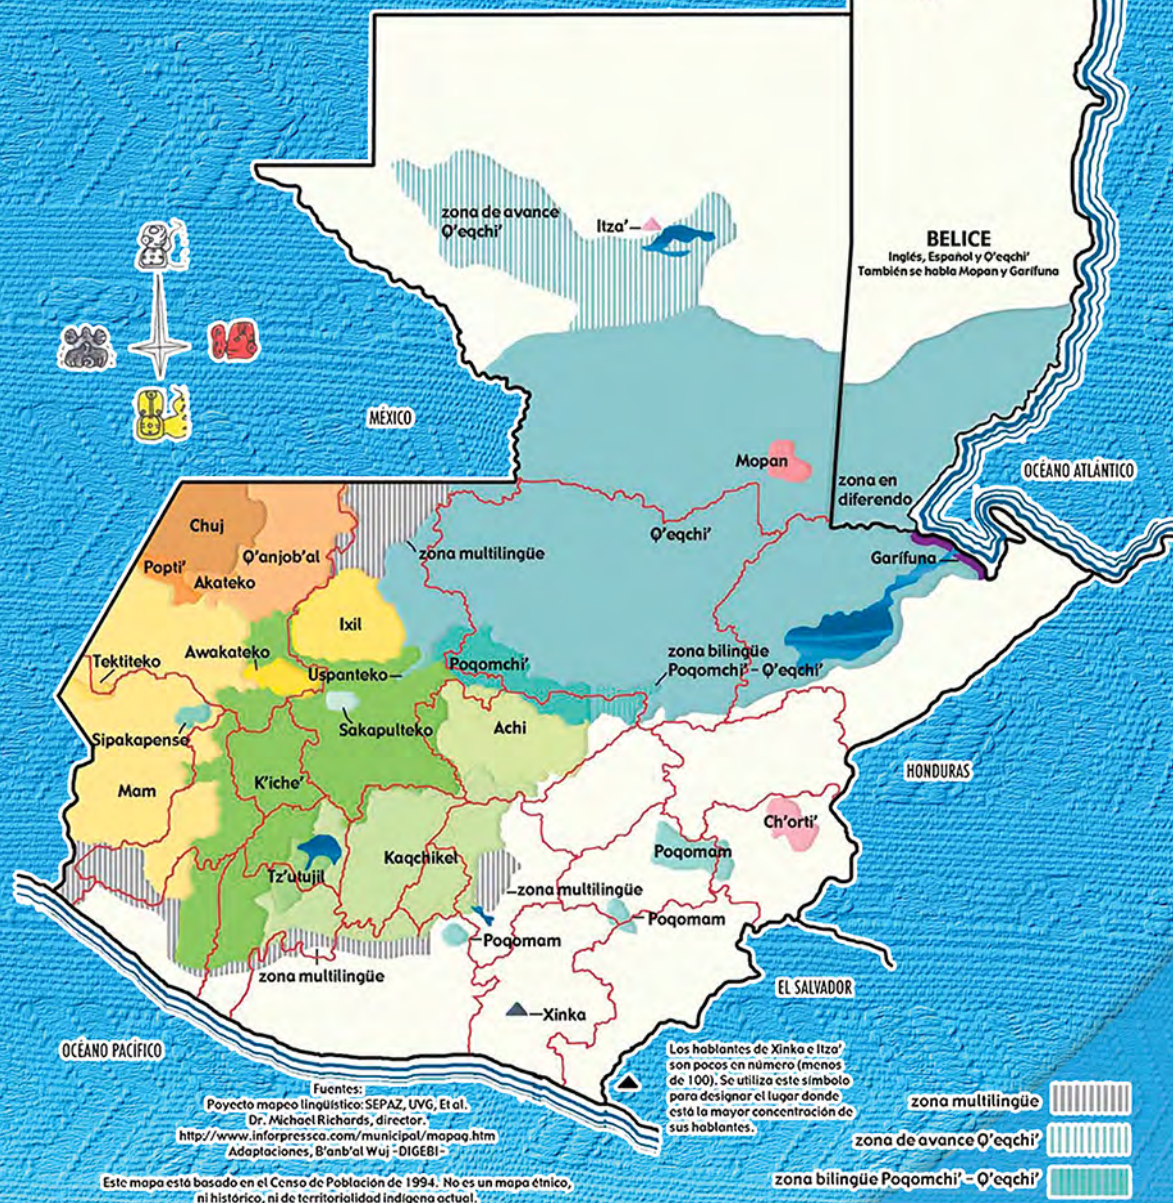 zona de avance
Q'eqchi'
Itza'
BELICE
Inglés, Español y Q'eqchi'
También se habla Mopan y Garífuna
MÉXICO
Mopan
OCÉANO ATLÁNTICO
zona en
diferendo
Chuj
Q'anjob'al
zona multilingüe
Q'eqchi'
Popti'
Akateko
Garífuna
Ixil
Awakateko
Tektiteko
Uspanteko
Poqomchi'
zona bilingüe
Poqomchi' - Q'eqchi'
Sipakapense
Sakapulteko
Achi
Mam
K'iche'
HONDURAS
Ch'orti'
Kaqchikel
Poqomam
Tz'utujil
zona multilingüe
Poqomam
Poqomam
zona multilingüe
EL SALVADOR
Xinka
OCÉANO PACÍFICO
Los hablantes de Xinka e Itza'
son pocos en número (menos
de 100). Se utiliza este símbolo
para designar el lugar donde
está la mayor concentración de
sus hablantes.
Fuentes:
Poyecto mapeo lingüístico: SEPAZ, UVG, Et al.
Dr. Michael Richards, director.
http://www.inforpressca.com/municipal/mapag.htm
Adaptaciones, B'anb'al Wuj -DIGEBI-
Este mapa está basado en el Censo de Población de 1994. No es un mapa étnico,
ni histórico, ni de territorialidad indígena actual.
zona multilingüe
zona de avance Q'eqchi'
zona bilingüe Poqomchi' - Q'eqchi'